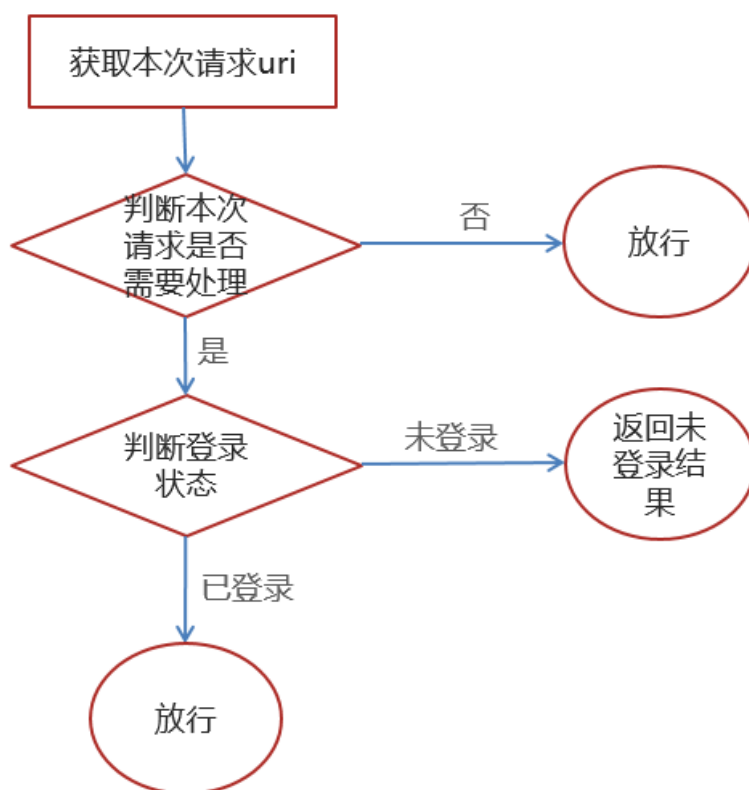 获取本次请求uri
判断本次
请求是否
需要处理
否
放行
是
判断登录
状态
未登录
返回未
登录结
果
已登录
放行